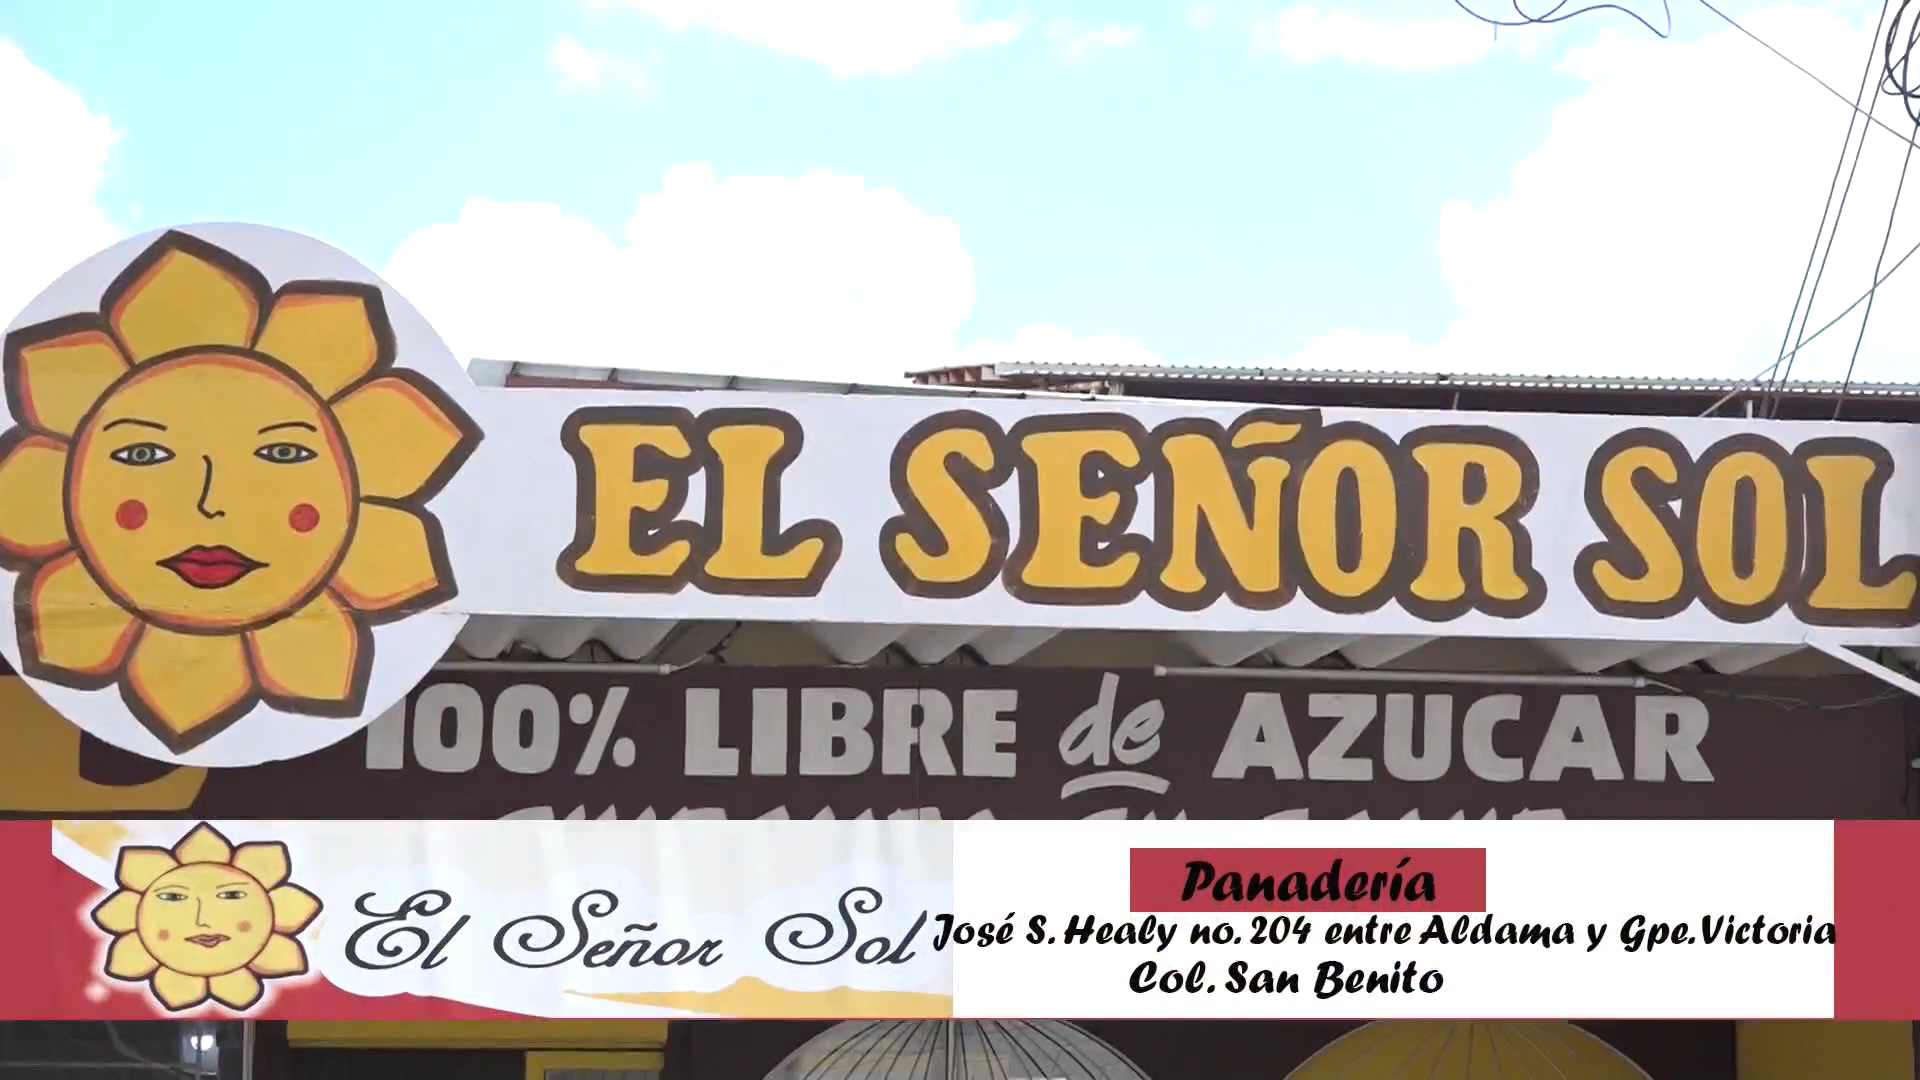 EL SEÑOR SOL
100% LIBRE de AZUCAR
El Señor Sol
Panadería
José S. Healy no. 204 entre Aldama y Gpe. Victoria
Col. San Benito